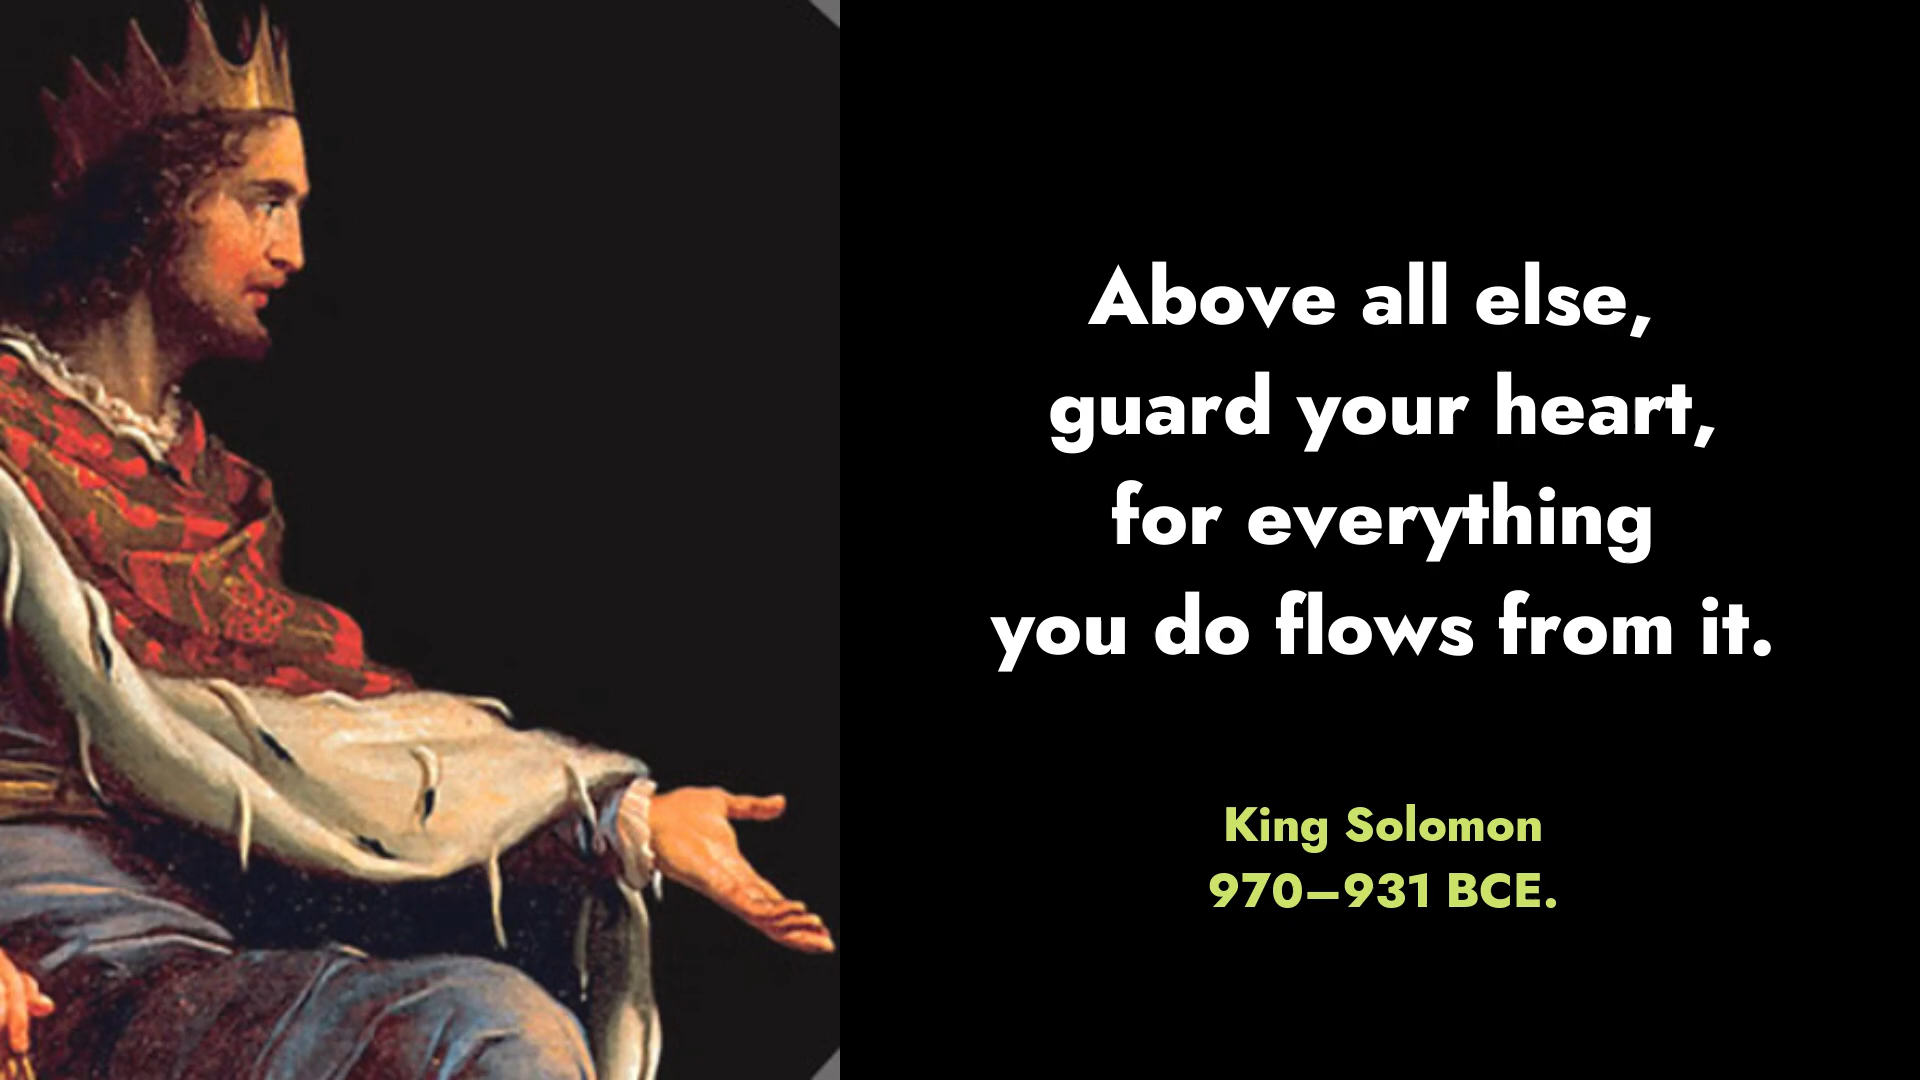 Above all else,
guard your heart,
for everything
you do flows from it.
King Solomon
970–931 BCE.